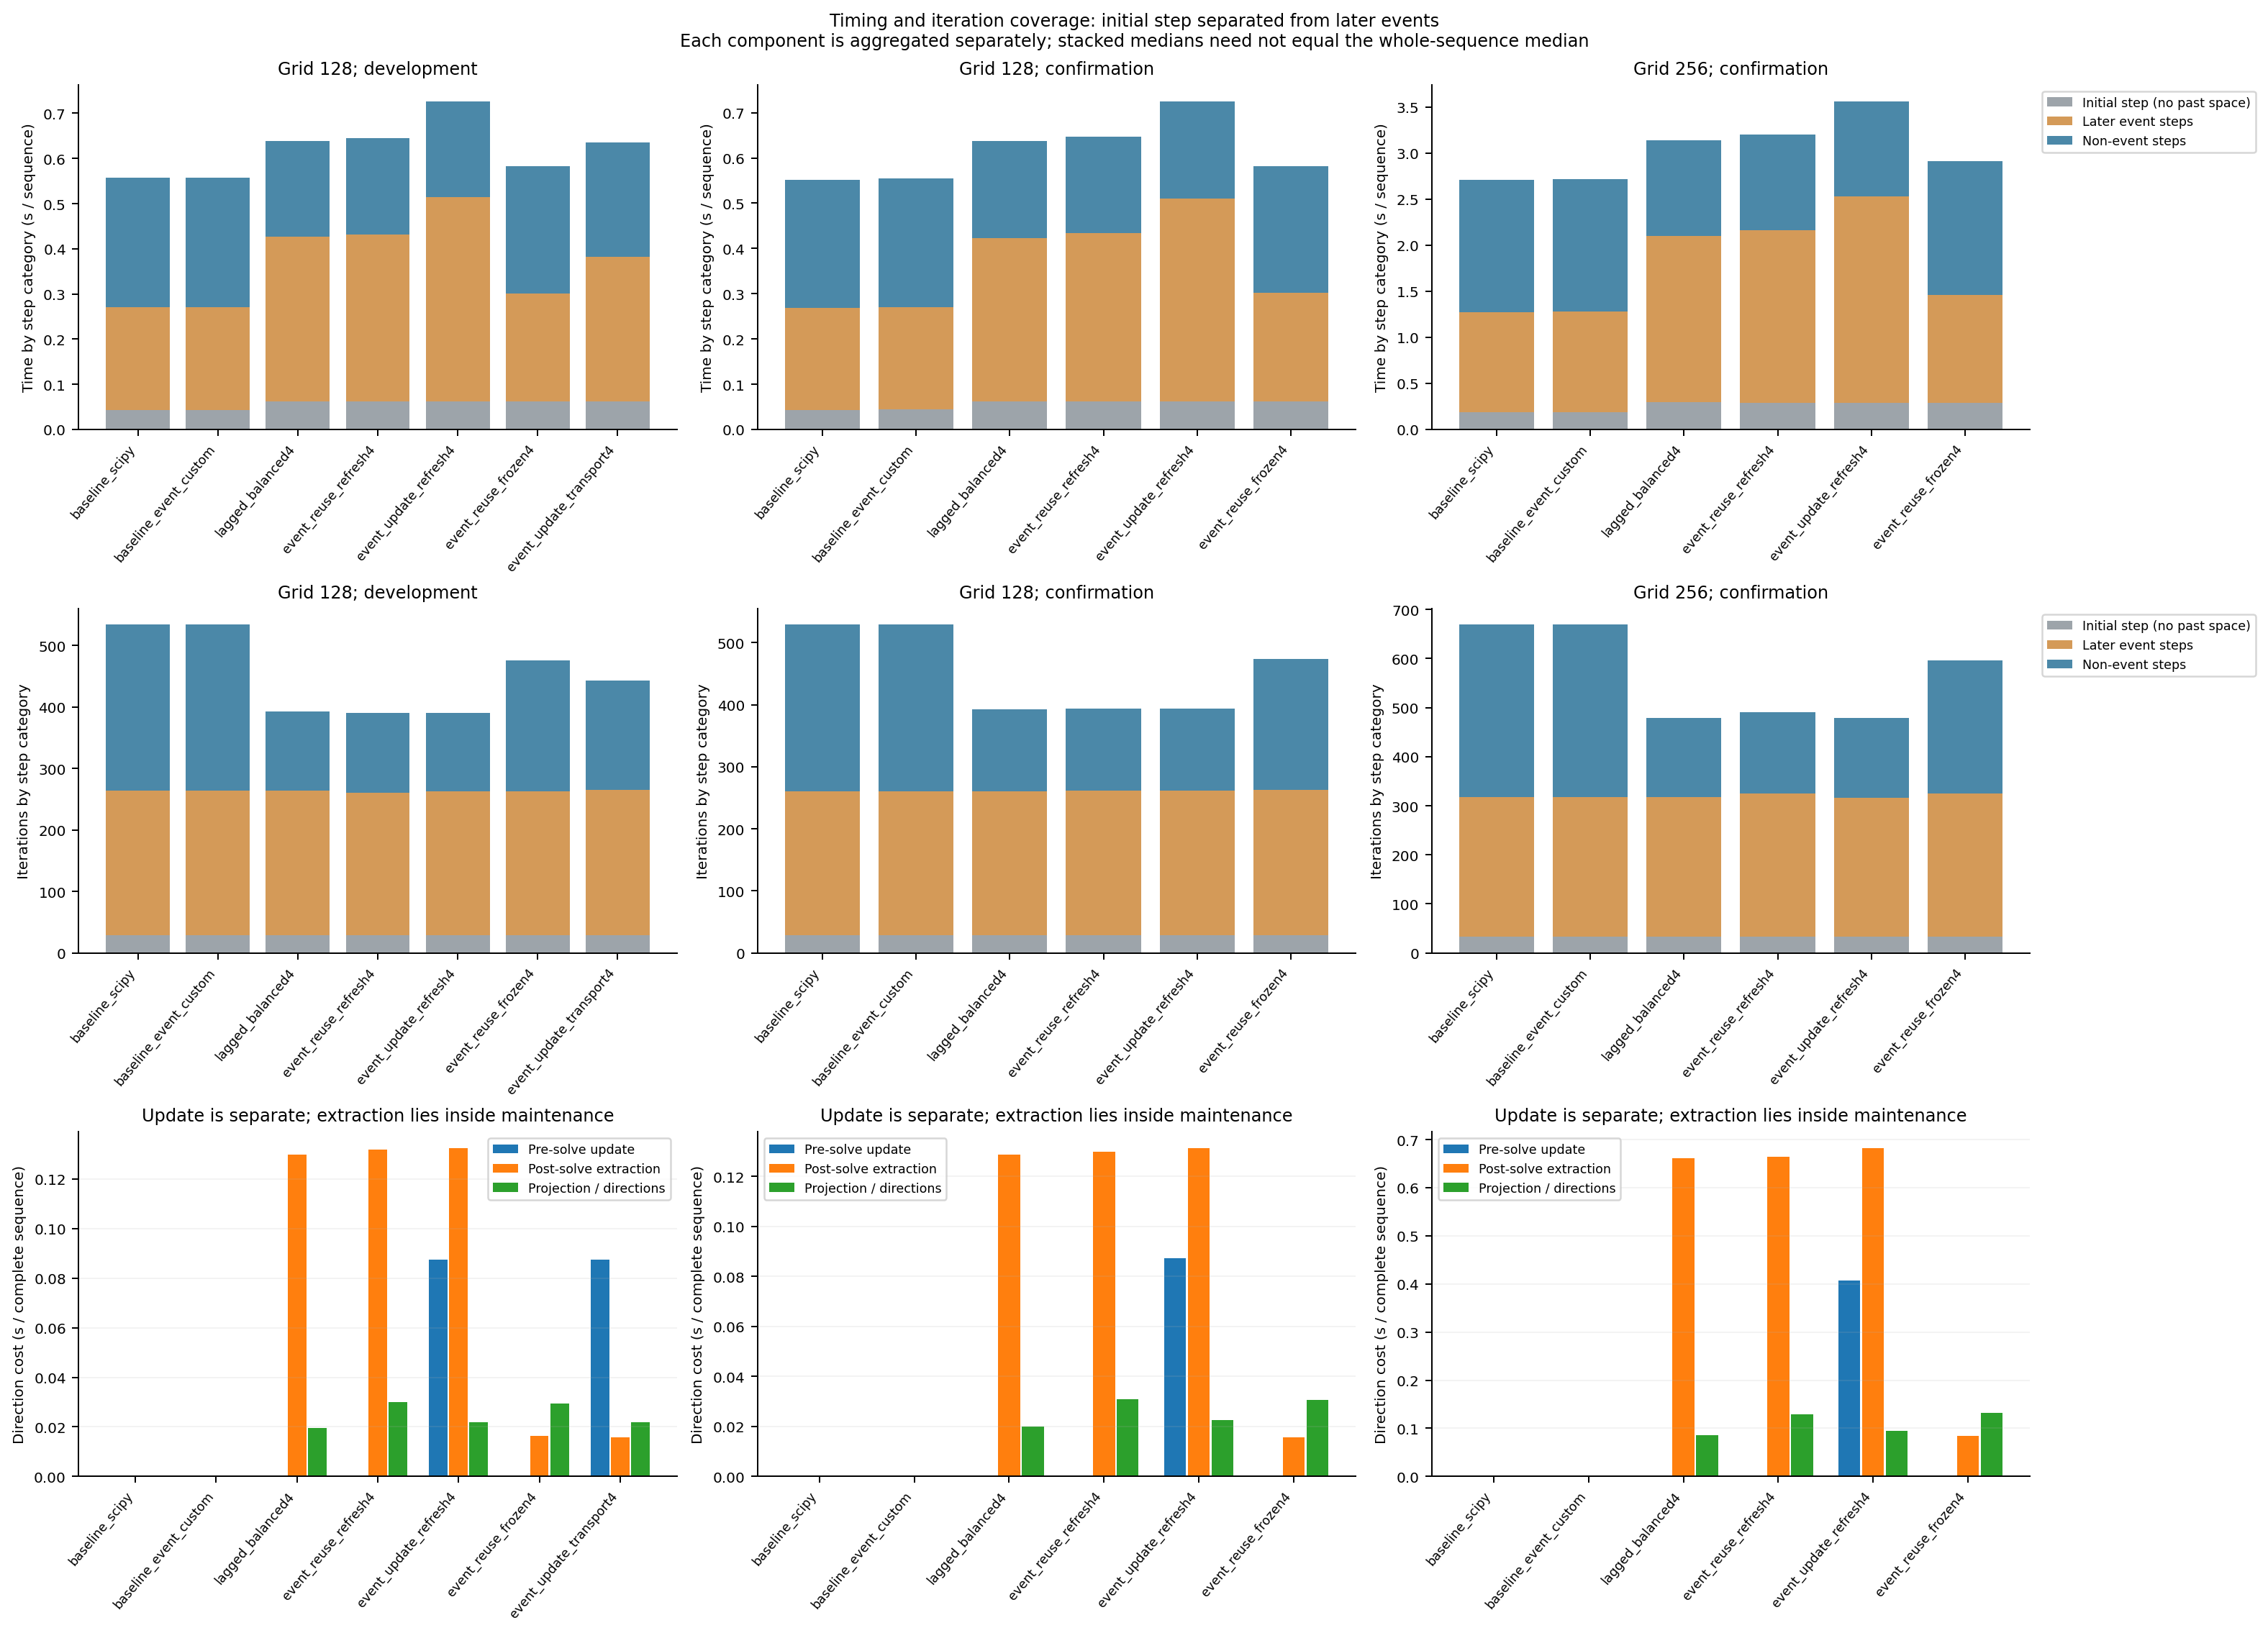 Timing and iteration coverage: initial step separated from later events
Each component is aggregated separately; stacked medians need not equal the whole-sequence median
Grid 128; development
Time by step category (s / sequence)
0.7
0.6
0.5
0.4
0.3
0.2
0.1
0.0
baseline_scipy
baseline_event_custom
lagged_balanced4
event_reuse_refresh4
event_update_refresh4
event_reuse_frozen4
event_update_transport4
Grid 128; confirmation
Time by step category (s / sequence)
0.7
0.6
0.5
0.4
0.3
0.2
0.1
0.0
baseline_scipy
baseline_event_custom
lagged_balanced4
event_reuse_refresh4
event_update_refresh4
event_reuse_frozen4
Grid 256; confirmation
Time by step category (s / sequence)
3.5
3.0
2.5
2.0
1.5
1.0
0.5
0.0
baseline_scipy
baseline_event_custom
lagged_balanced4
event_reuse_refresh4
event_update_refresh4
event_reuse_frozen4
Initial step (no past space)
Later event steps
Non-event steps
Grid 128; development
Iterations by step category
500
400
300
200
100
0
baseline_scipy
baseline_event_custom
lagged_balanced4
event_reuse_refresh4
event_update_refresh4
event_reuse_frozen4
event_update_transport4
Grid 128; confirmation
Iterations by step category
500
400
300
200
100
0
baseline_scipy
baseline_event_custom
lagged_balanced4
event_reuse_refresh4
event_update_refresh4
event_reuse_frozen4
Grid 256; confirmation
Iterations by step category
700
600
500
400
300
200
100
0
baseline_scipy
baseline_event_custom
lagged_balanced4
event_reuse_refresh4
event_update_refresh4
event_reuse_frozen4
Initial step (no past space)
Later event steps
Non-event steps
Update is separate; extraction lies inside maintenance
Direction cost (s / complete sequence)
0.12
0.10
0.08
0.06
0.04
0.02
0.00
Pre-solve update
Post-solve extraction
Projection / directions
baseline_scipy
baseline_event_custom
lagged_balanced4
event_reuse_refresh4
event_update_refresh4
event_reuse_frozen4
event_update_transport4
Update is separate; extraction lies inside maintenance
Direction cost (s / complete sequence)
0.12
0.10
0.08
0.06
0.04
0.02
0.00
Pre-solve update
Post-solve extraction
Projection / directions
baseline_scipy
baseline_event_custom
lagged_balanced4
event_reuse_refresh4
event_update_refresh4
event_reuse_frozen4
Update is separate; extraction lies inside maintenance
Direction cost (s / complete sequence)
0.7
0.6
0.5
0.4
0.3
0.2
0.1
0.0
Pre-solve update
Post-solve extraction
Projection / directions
baseline_scipy
baseline_event_custom
lagged_balanced4
event_reuse_refresh4
event_update_refresh4
event_reuse_frozen4